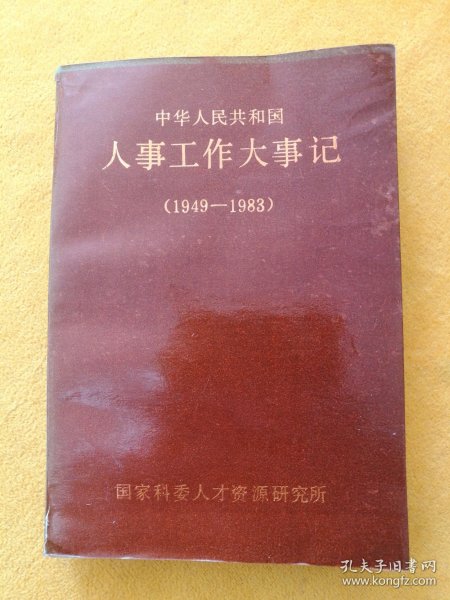 中华人民共和国
人事工作大事记
(1949—1983)
国家科委人才资源研究所
孔夫子旧书网
www.kongfz.com